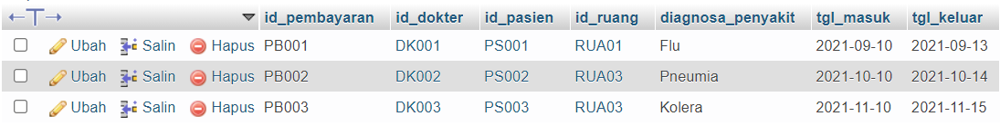 id_pembayaran id_dokter id_pasien id_ruang diagnosa_penyakit tgl_masuk tgl_keluar
Ubah Salin Hapus PB001 DK001 PS001 RUA01 Flu 2021-09-10 2021-09-13
Ubah Salin Hapus PB002 DK002 PS002 RUA03 Pneumia 2021-10-10 2021-10-14
Ubah Salin Hapus PB003 DK003 PS003 RUA03 Kolera 2021-11-10 2021-11-15